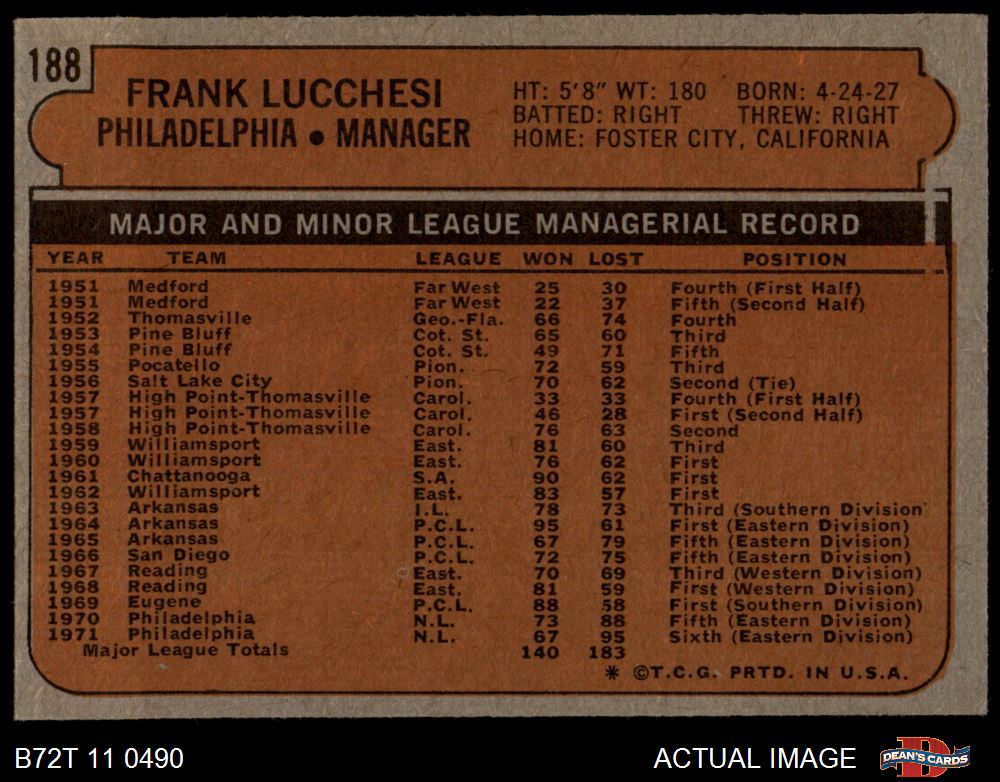 188
FRANK LUCCHESI
PHILADELPHIA • MANAGER
HT: 5'8" WT: 180 BORN: 4-24-27
BATTED: RIGHT THREW: RIGHT
HOME: FOSTER CITY, CALIFORNIA
MAJOR AND MINOR LEAGUE MANAGERIAL RECORD
YEAR TEAM LEAGUE WON LOST POSITION
1951 Medford Far West 25 30 Fourth (First Half)
1951 Medford Far West 22 37 Fifth (Second Half)
1952 Thomasville Geo.-Fla. 66 74 Fourth
1953 Pine Bluff Cot. St. 65 60 Third
1954 Pine Bluff Cot. St. 49 71 Fifth
1955 Pocatello Pion. 72 59 Third
1956 Salt Lake City Pion. 70 62 Second (Tie)
1957 High Point-Thomasville Carol. 33 33 Fourth (First Half)
1957 High Point-Thomasville Carol. 46 28 First (Second Half)
1958 High Point-Thomasville Carol. 76 63 Second
1959 Williamsport East. 81 60 Third
1960 Williamsport East. 76 62 First
1961 Chattanooga S.A. 90 62 First
1962 Williamsport East. 83 57 First
1963 Arkansas I.L. 78 73 Third (Southern Division
1964 Arkansas P.C.L. 95 61 First (Eastern Division)
1965 Arkansas P.C.L. 67 79 Fifth (Eastern Division)
1966 San Diego P.C.L. 72 75 Fifth (Eastern Division)
1967 Reading East. 70 69 Third (Western Division)
1968 Reading East. 81 59 First (Western Division)
1969 Eugene P.C.L. 88 58 First (Southern Division)
1970 Philadelphia N.L. 73 88 Fifth (Eastern Division)
1971 Philadelphia N.L. 67 95 Sixth (Eastern Division)
Major League Totals 140 183
* ©T.C.G. PRTD. IN U.S.A.
B72T 11 0490 ACTUAL IMAGE DEAN'S CARDS